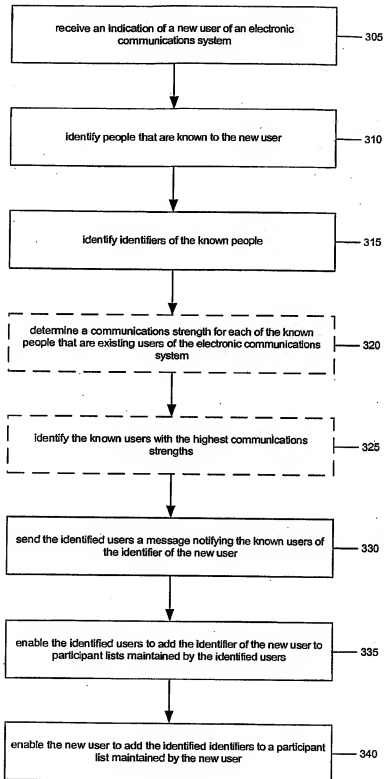 receive an indication of a new user of an electronic
communications system
305
identify people that are known to the new user
310
identify identifiers of the known people
315
determine a communications strength for each of the known
people that are existing users of the electronic communications
system
320
identify the known users with the highest communications
strengths
325
send the identified users a message notifying the known users of
the identifier of the new user
330
enable the identified users to add the identifier of the new user to
participant lists maintained by the identified users
335
enable the new user to add the identified identifiers to a participant
list maintained by the new user
340